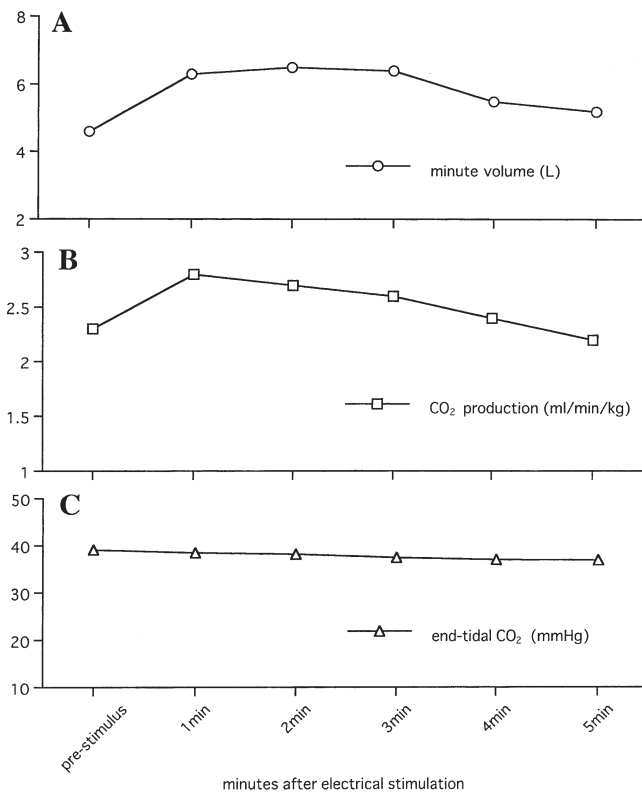 A
8
6
4
2
minute volume (L)
B
3
2.5
2
1.5
1
CO₂ production (ml/min/kg)
C
50
40
30
20
10
end-tidal CO₂ (mmHg)
pre-stimulus
1min
2min
3min
4min
5min
minutes after electrical stimulation